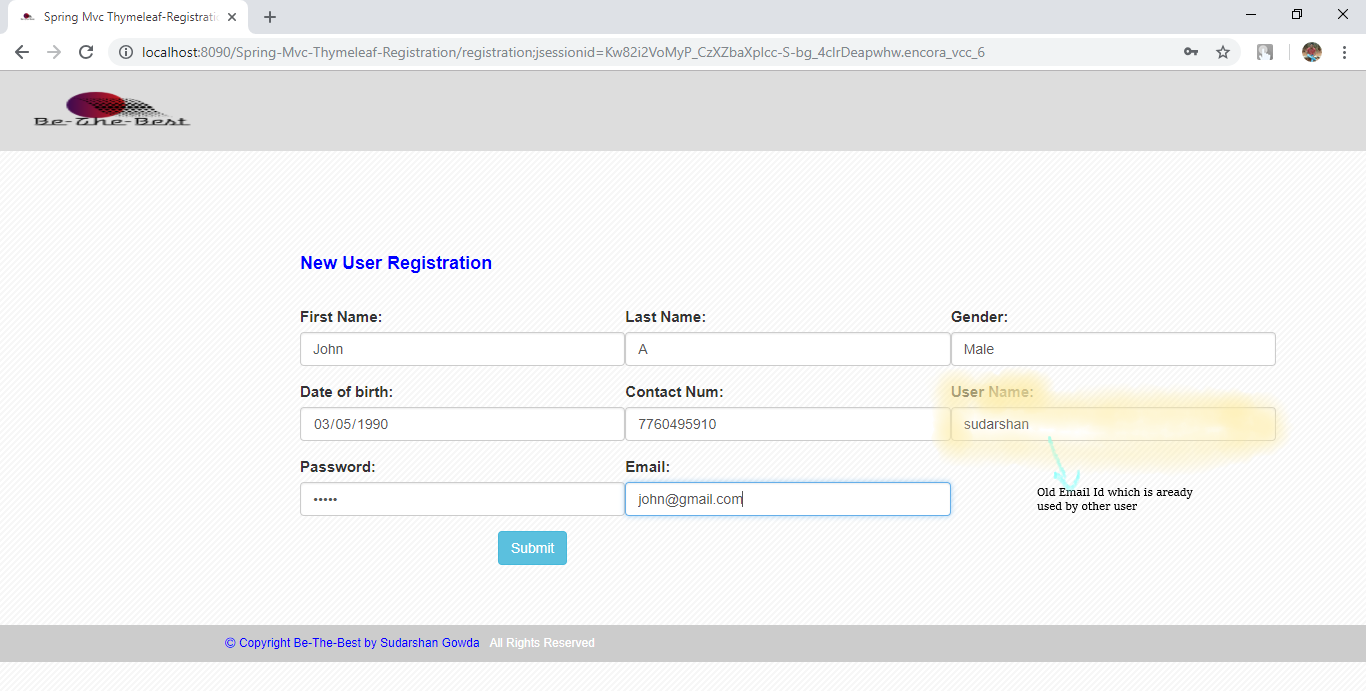 Spring Mvc Thymeleaf-Registrati
localhost:8090/Spring-Mvc-Thymeleaf-Registration/registration;jsessionid=Kw82i2VoMyP_CzXZbaXplcc-S-bg_4clrDeapwhw.encora_vcc_6
Be-The-Best
New User Registration
First Name: Last Name: Gender:
John A Male
Date of birth: Contact Num: User Name:
03/05/1990 7760495910 sudarshan
Password: Email:
••••• john@gmail.com
Old Email Id which is aready
used by other user
Submit
© Copyright Be-The-Best by Sudarshan Gowda All Rights Reserved